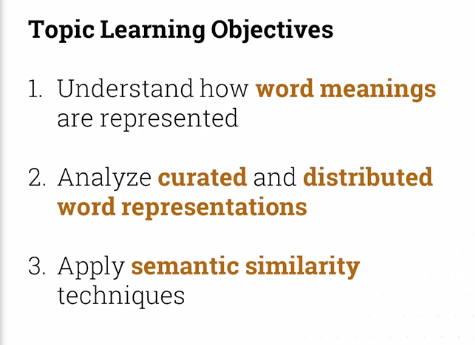 Topic Learning Objectives
1. Understand how word meanings
are represented
2. Analyze curated and distributed
word representations
3. Apply semantic similarity
techniques